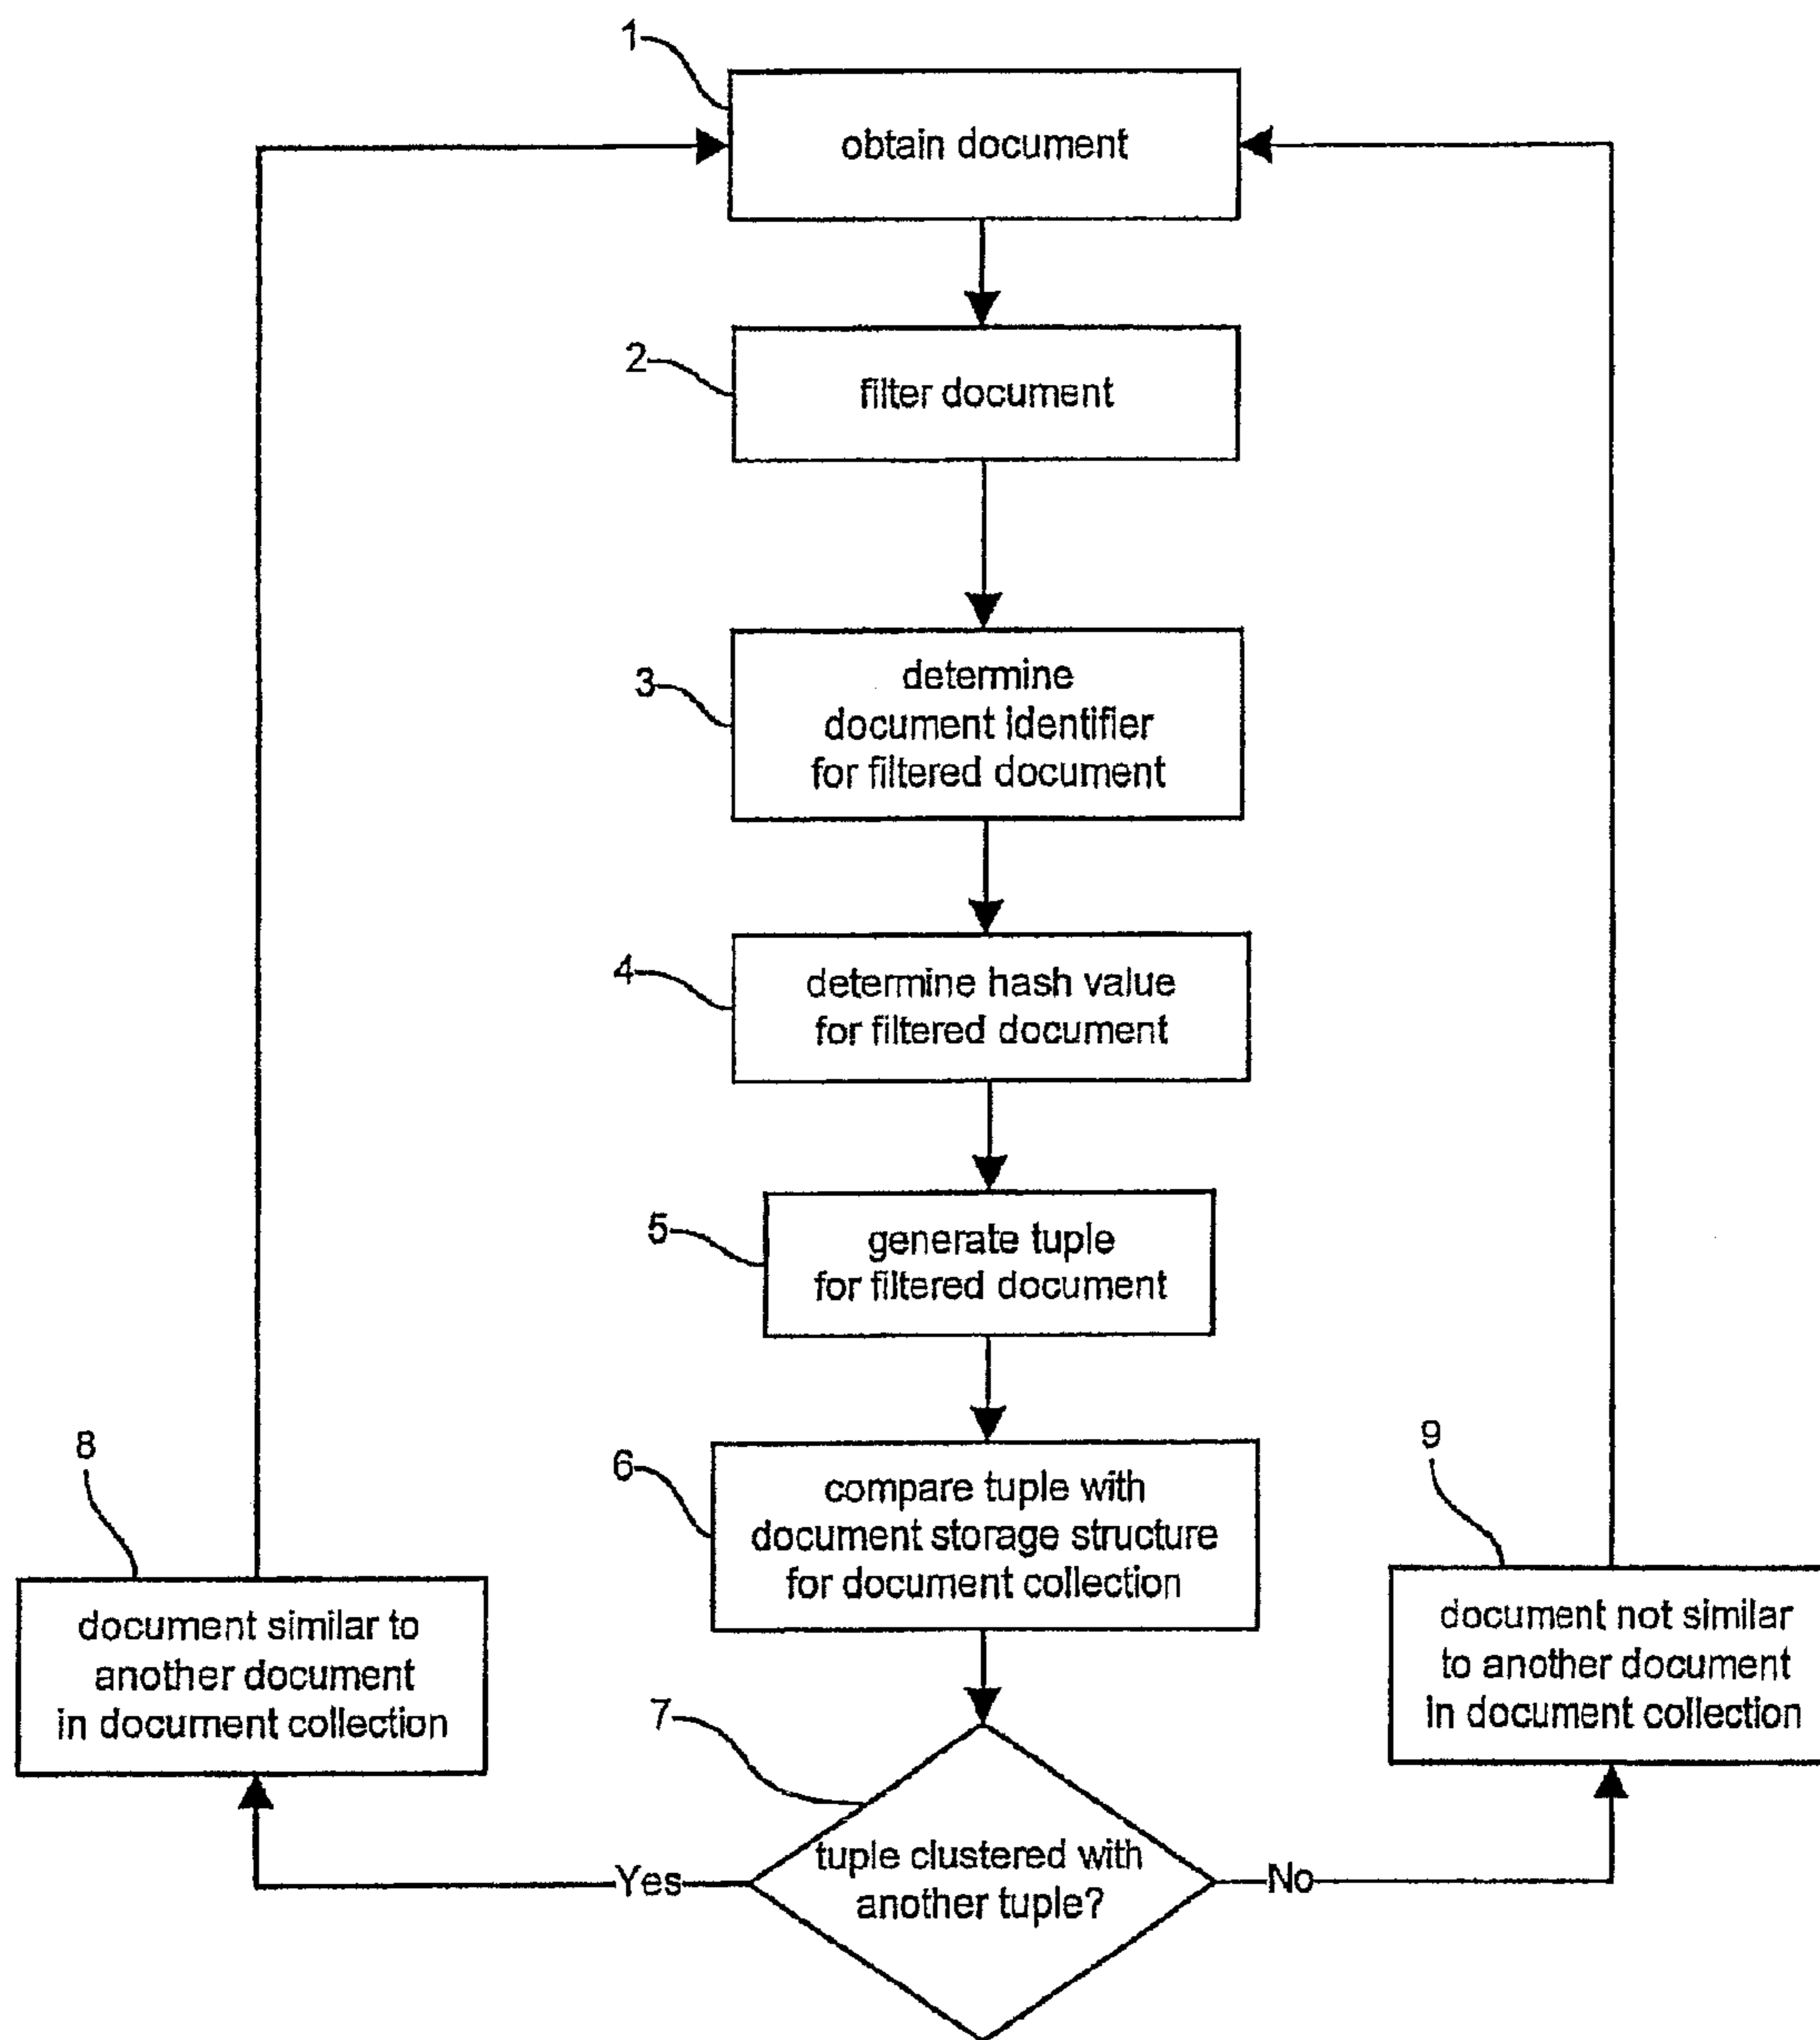 1
obtain document
2
filter document
3
determine
document identifier
for filtered document
4
determine hash value
for filtered document
5
generate tuple
for filtered document
6
compare tuple with
document storage structure
for document collection
8
document similar to
another document
in document collection
9
document not similar
to another document
in document collection
7
tuple clustered with
another tuple?
Yes
No